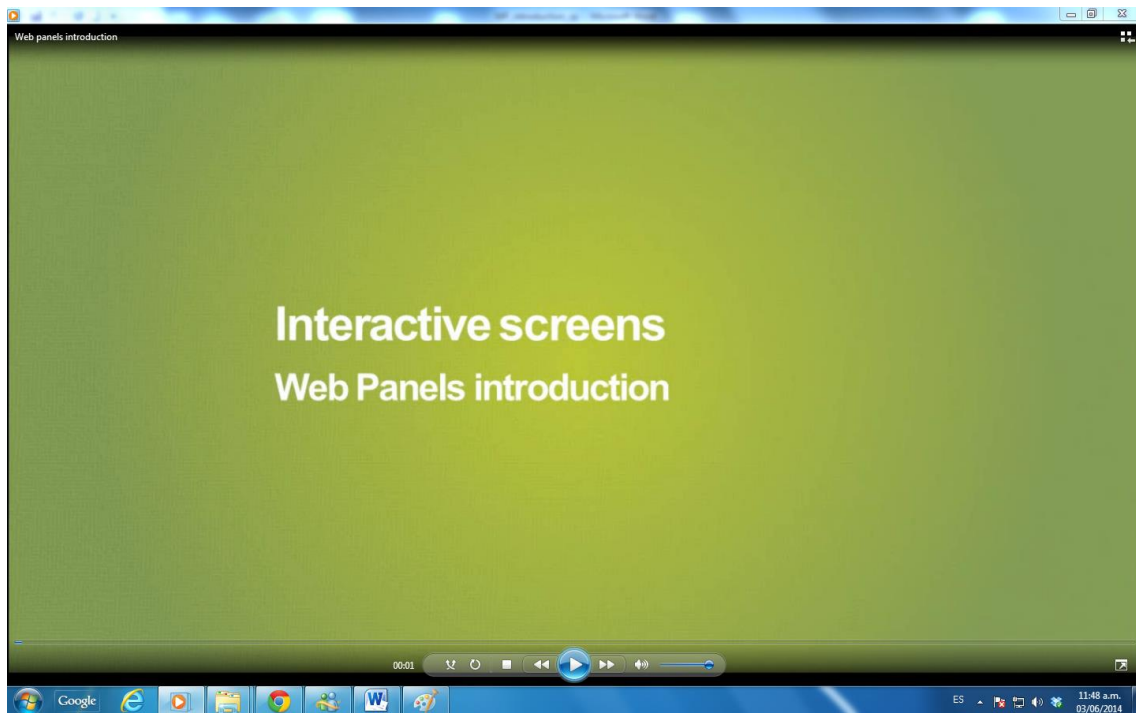 Web panels introduction
Interactive screens
Web Panels introduction
00:01
Google
ES
11:48 a.m.
03/06/2014